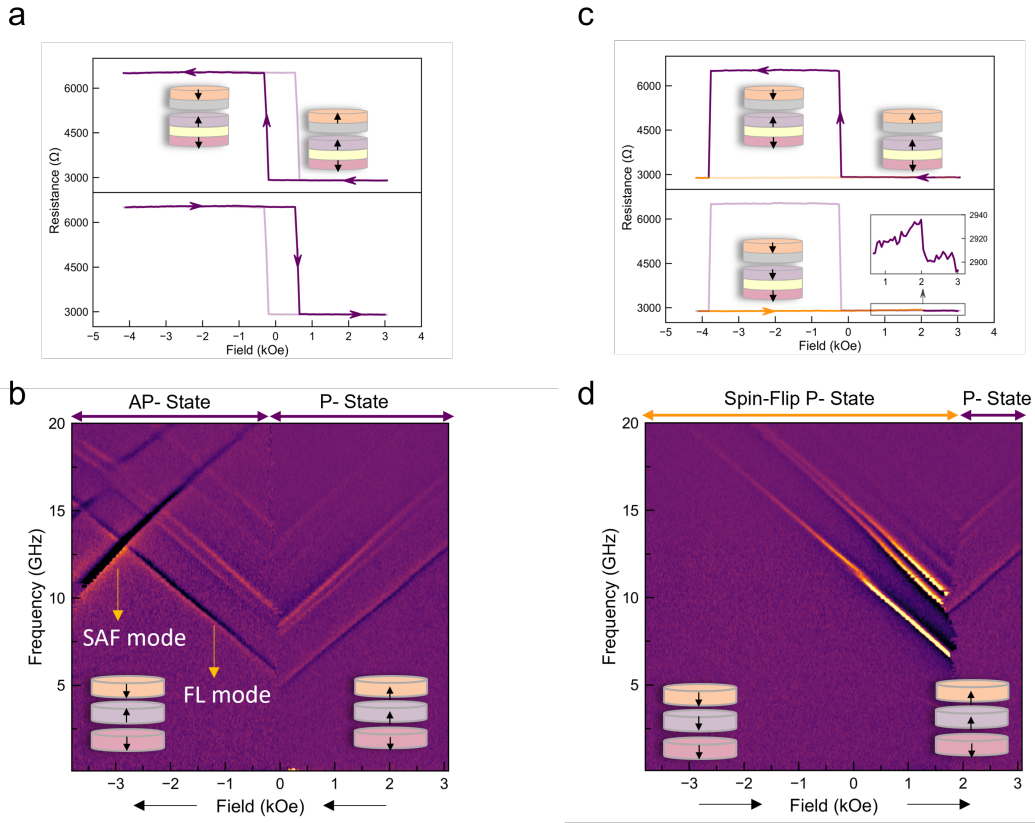 a
Resistance (Ω)
6000
4500
3000
6000
4500
3000
−5 −4 −3 −2 −1 0 1 2 3 4
Field (kOe)
c
Resistance (Ω)
6000
4500
3000
6000
4500
3000
2940
2920
2900
1 2 3
−5 −4 −3 −2 −1 0 1 2 3 4
Field (kOe)
b
AP- State P- State
Frequency (GHz)
20
15
10
5
SAF mode
FL mode
−3 −2 −1 0 1 2 3
Field (kOe)
d
Spin-Flip P- State P- State
Frequency (GHz)
20
15
10
5
−3 −2 −1 0 1 2 3
Field (kOe)